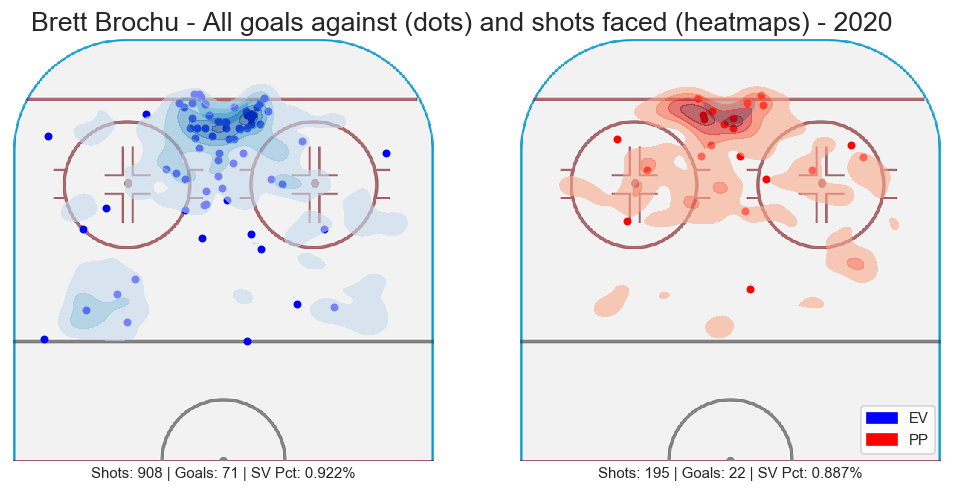 Brett Brochu - All goals against (dots) and shots faced (heatmaps) - 2020
EV
PP
Shots: 908 | Goals: 71 | SV Pct: 0.922%
Shots: 195 | Goals: 22 | SV Pct: 0.887%